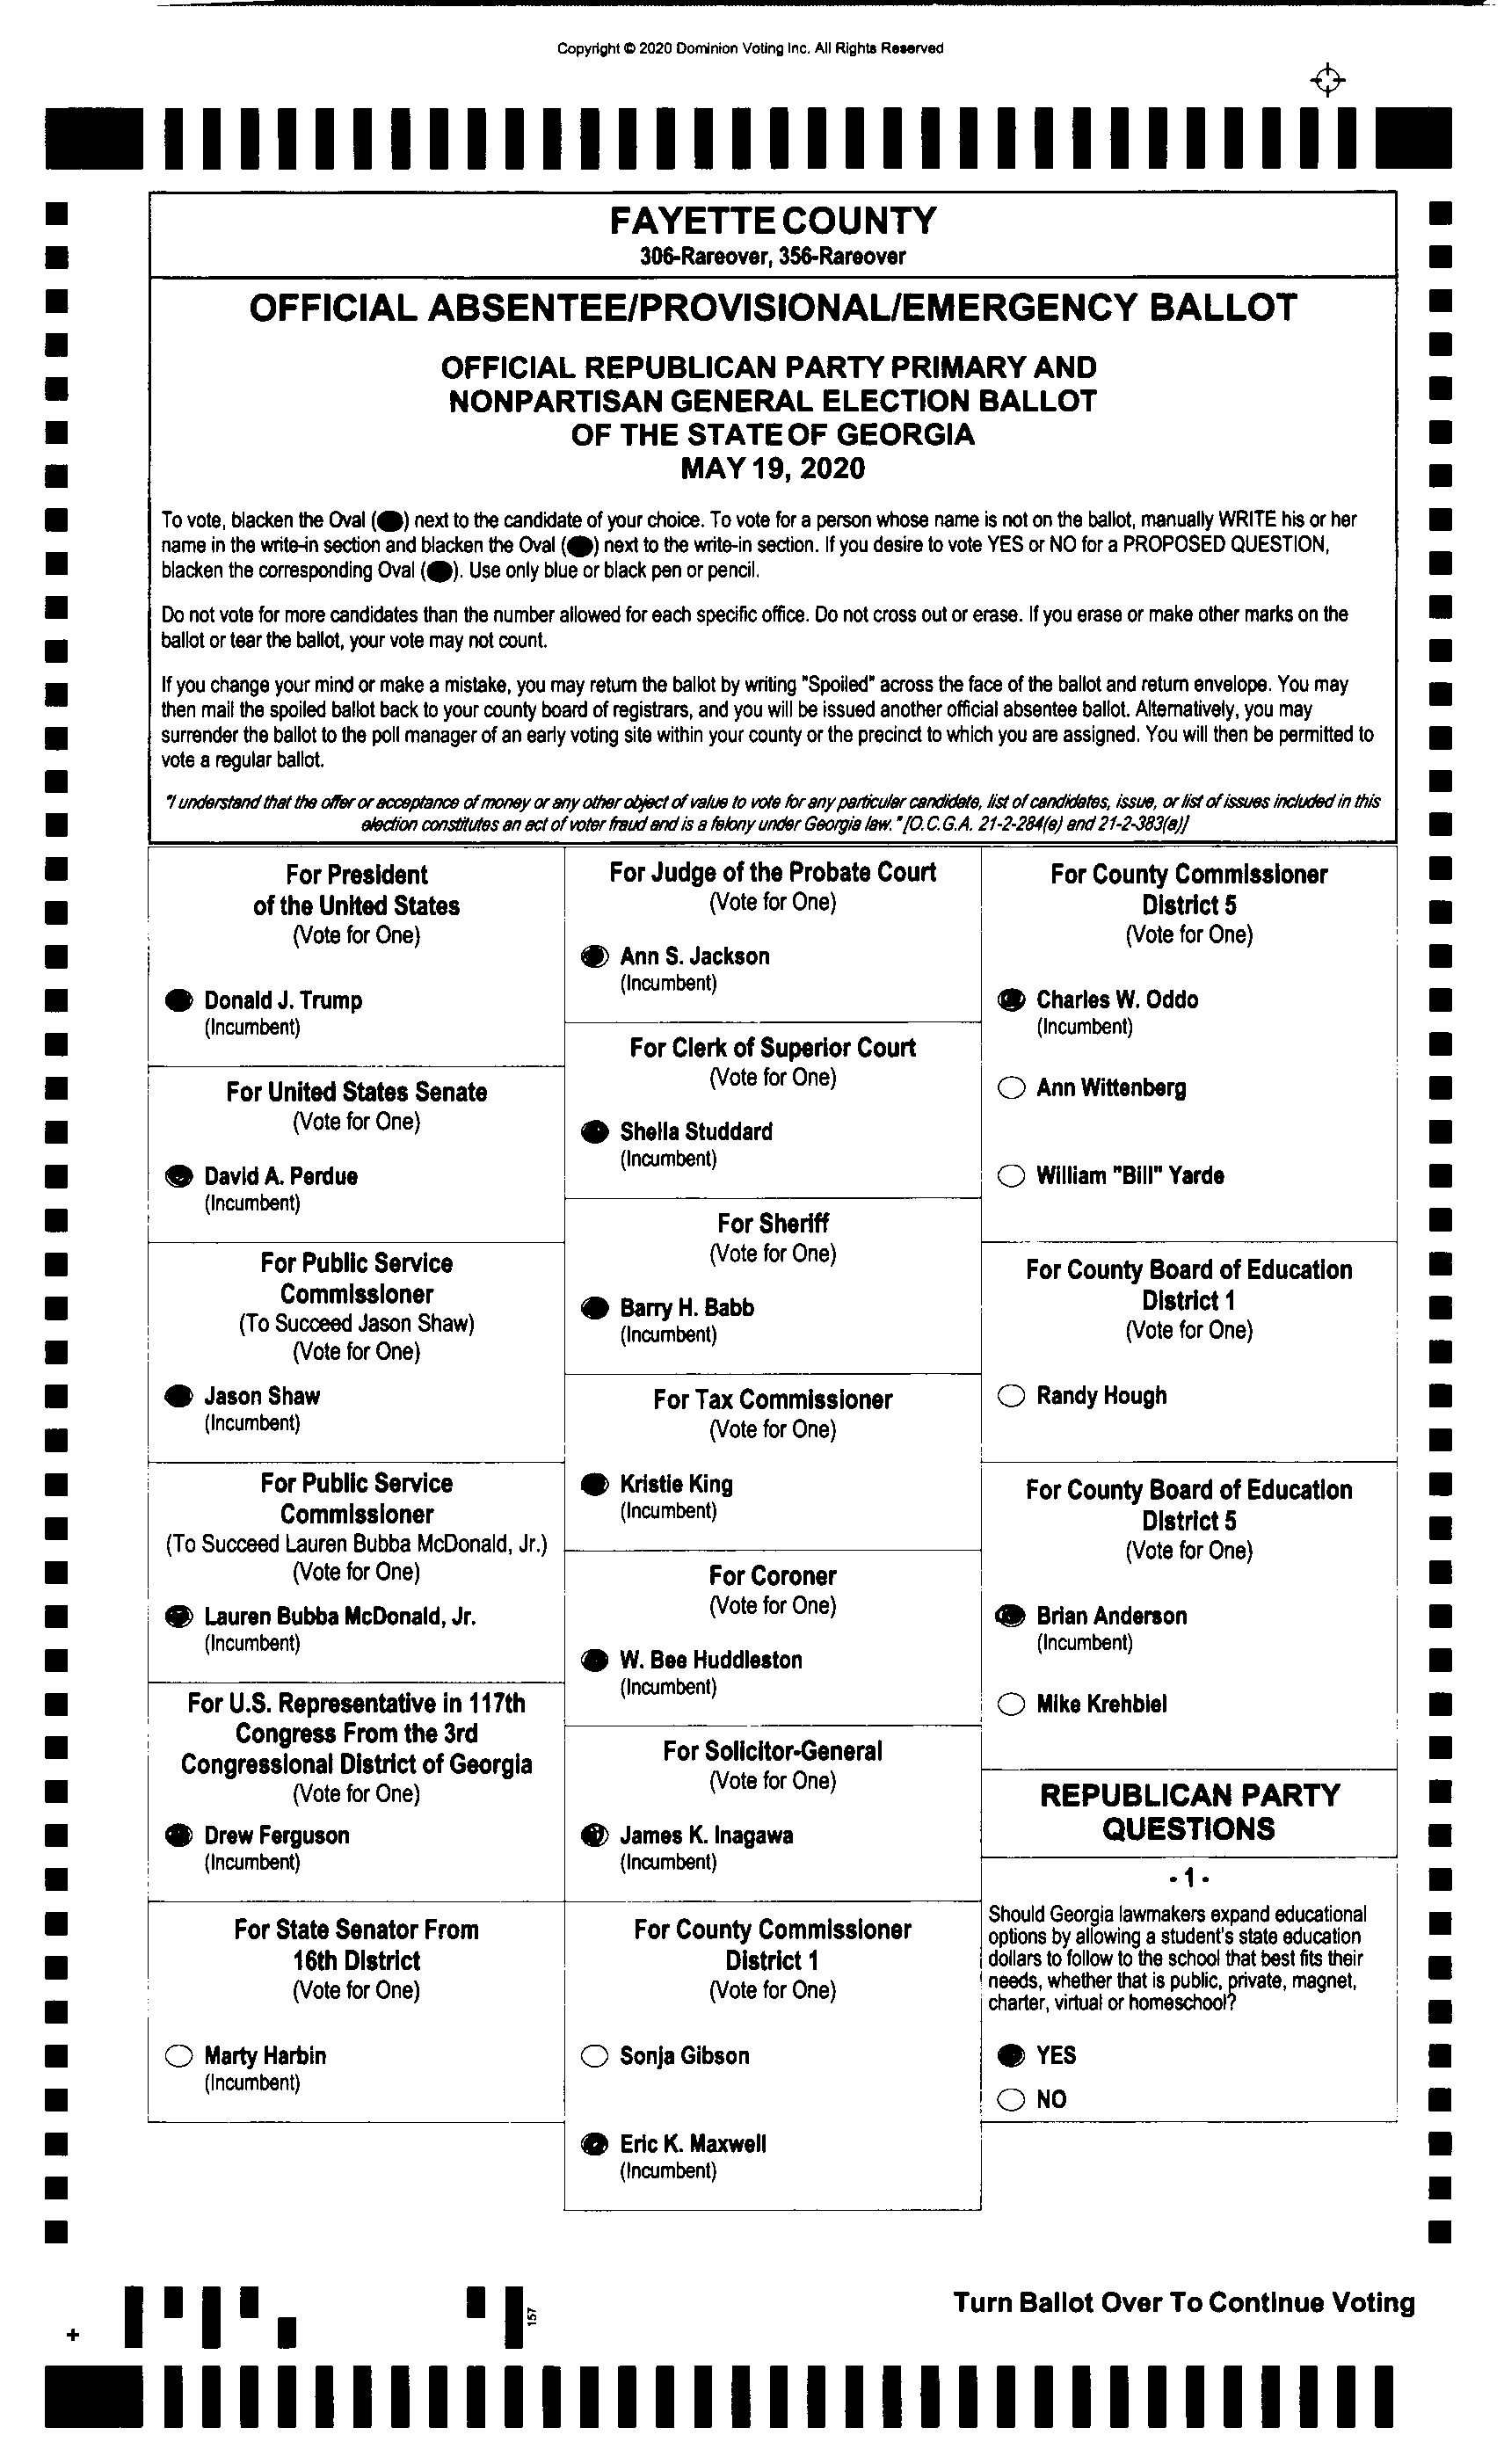 Copyright © 2020 Dominion Voting Inc. All Rights Reserved
FAYETTE COUNTY
306-Rareover, 356-Rareover
OFFICIAL ABSENTEE/PROVISIONAL/EMERGENCY BALLOT
OFFICIAL REPUBLICAN PARTY PRIMARY AND
NONPARTISAN GENERAL ELECTION BALLOT
OF THE STATE OF GEORGIA
MAY 19, 2020
To vote, blacken the Oval (⬬) next to the candidate of your choice. To vote for a person whose name is not on the ballot, manually WRITE his or her
name in the write-in section and blacken the Oval (⬬) next to the write-in section. If you desire to vote YES or NO for a PROPOSED QUESTION,
blacken the corresponding Oval (⬬). Use only blue or black pen or pencil.
Do not vote for more candidates than the number allowed for each specific office. Do not cross out or erase. If you erase or make other marks on the
ballot or tear the ballot, your vote may not count.
If you change your mind or make a mistake, you may return the ballot by writing "Spoiled" across the face of the ballot and return envelope. You may
then mail the spoiled ballot back to your county board of registrars, and you will be issued another official absentee ballot. Alternatively, you may
surrender the ballot to the poll manager of an early voting site within your county or the precinct to which you are assigned. You will then be permitted to
vote a regular ballot.
"I understand that the offer or acceptance of money or any other object of value to vote for any particular candidate, list of candidates, issue, or list of issues included in this
election constitutes an act of voter fraud and is a felony under Georgia law." [O.C.G.A. 21-2-284(e) and 21-2-383(a)]
For President
of the United States
(Vote for One)
Donald J. Trump
(Incumbent)
For United States Senate
(Vote for One)
David A. Perdue
(Incumbent)
For Public Service
Commissioner
(To Succeed Jason Shaw)
(Vote for One)
Jason Shaw
(Incumbent)
For Public Service
Commissioner
(To Succeed Lauren Bubba McDonald, Jr.)
(Vote for One)
Lauren Bubba McDonald, Jr.
(Incumbent)
For U.S. Representative in 117th
Congress From the 3rd
Congressional District of Georgia
(Vote for One)
Drew Ferguson
(Incumbent)
For State Senator From
16th District
(Vote for One)
Marty Harbin
(Incumbent)
For Judge of the Probate Court
(Vote for One)
Ann S. Jackson
(Incumbent)
For Clerk of Superior Court
(Vote for One)
Sheila Studdard
(Incumbent)
For Sheriff
(Vote for One)
Barry H. Babb
(Incumbent)
For Tax Commissioner
(Vote for One)
Kristie King
(Incumbent)
For Coroner
(Vote for One)
W. Bee Huddleston
(Incumbent)
For Solicitor-General
(Vote for One)
James K. Inagawa
(Incumbent)
For County Commissioner
District 1
(Vote for One)
Sonja Gibson
Eric K. Maxwell
(Incumbent)
For County Commissioner
District 5
(Vote for One)
Charles W. Oddo
(Incumbent)
Ann Wittenberg
William "Bill" Yarde
For County Board of Education
District 1
(Vote for One)
Randy Hough
For County Board of Education
District 5
(Vote for One)
Brian Anderson
(Incumbent)
Mike Krehbiel
REPUBLICAN PARTY
QUESTIONS
- 1 -
Should Georgia lawmakers expand educational
options by allowing a student's state education
dollars to follow to the school that best fits their
needs, whether that is public, private, magnet,
charter, virtual or homeschool?
YES
NO
157
Turn Ballot Over To Continue Voting